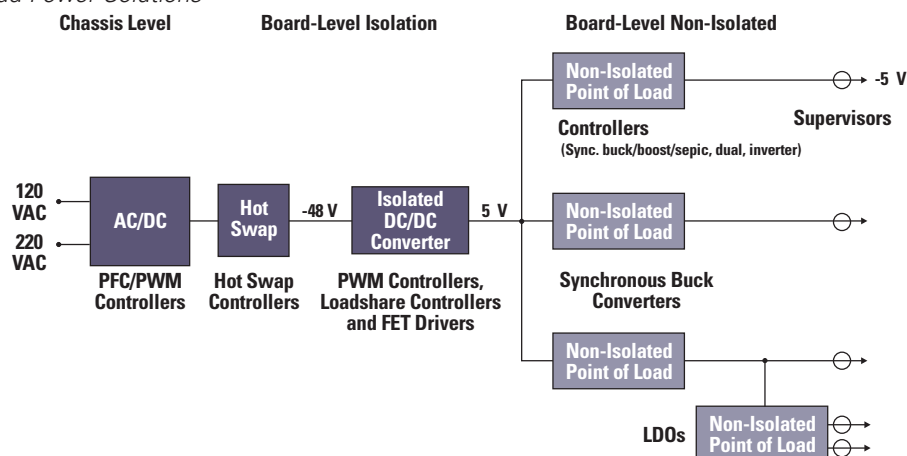 Power Solutions
Chassis Level
Board-Level Isolation
Board-Level Non-Isolated
Non-Isolated
Point of Load
-5 V
Supervisors
Controllers
(Sync. buck/boost/sepic, dual, inverter)
120
VAC
220
VAC
AC/DC
PFC/PWM
Controllers
Hot
Swap
Hot Swap
Controllers
-48 V
Isolated
DC/DC
Converter
PWM Controllers,
Loadshare Controllers
and FET Drivers
5 V
Non-Isolated
Point of Load
Synchronous Buck
Converters
Non-Isolated
Point of Load
LDOs
Non-Isolated
Point of Load